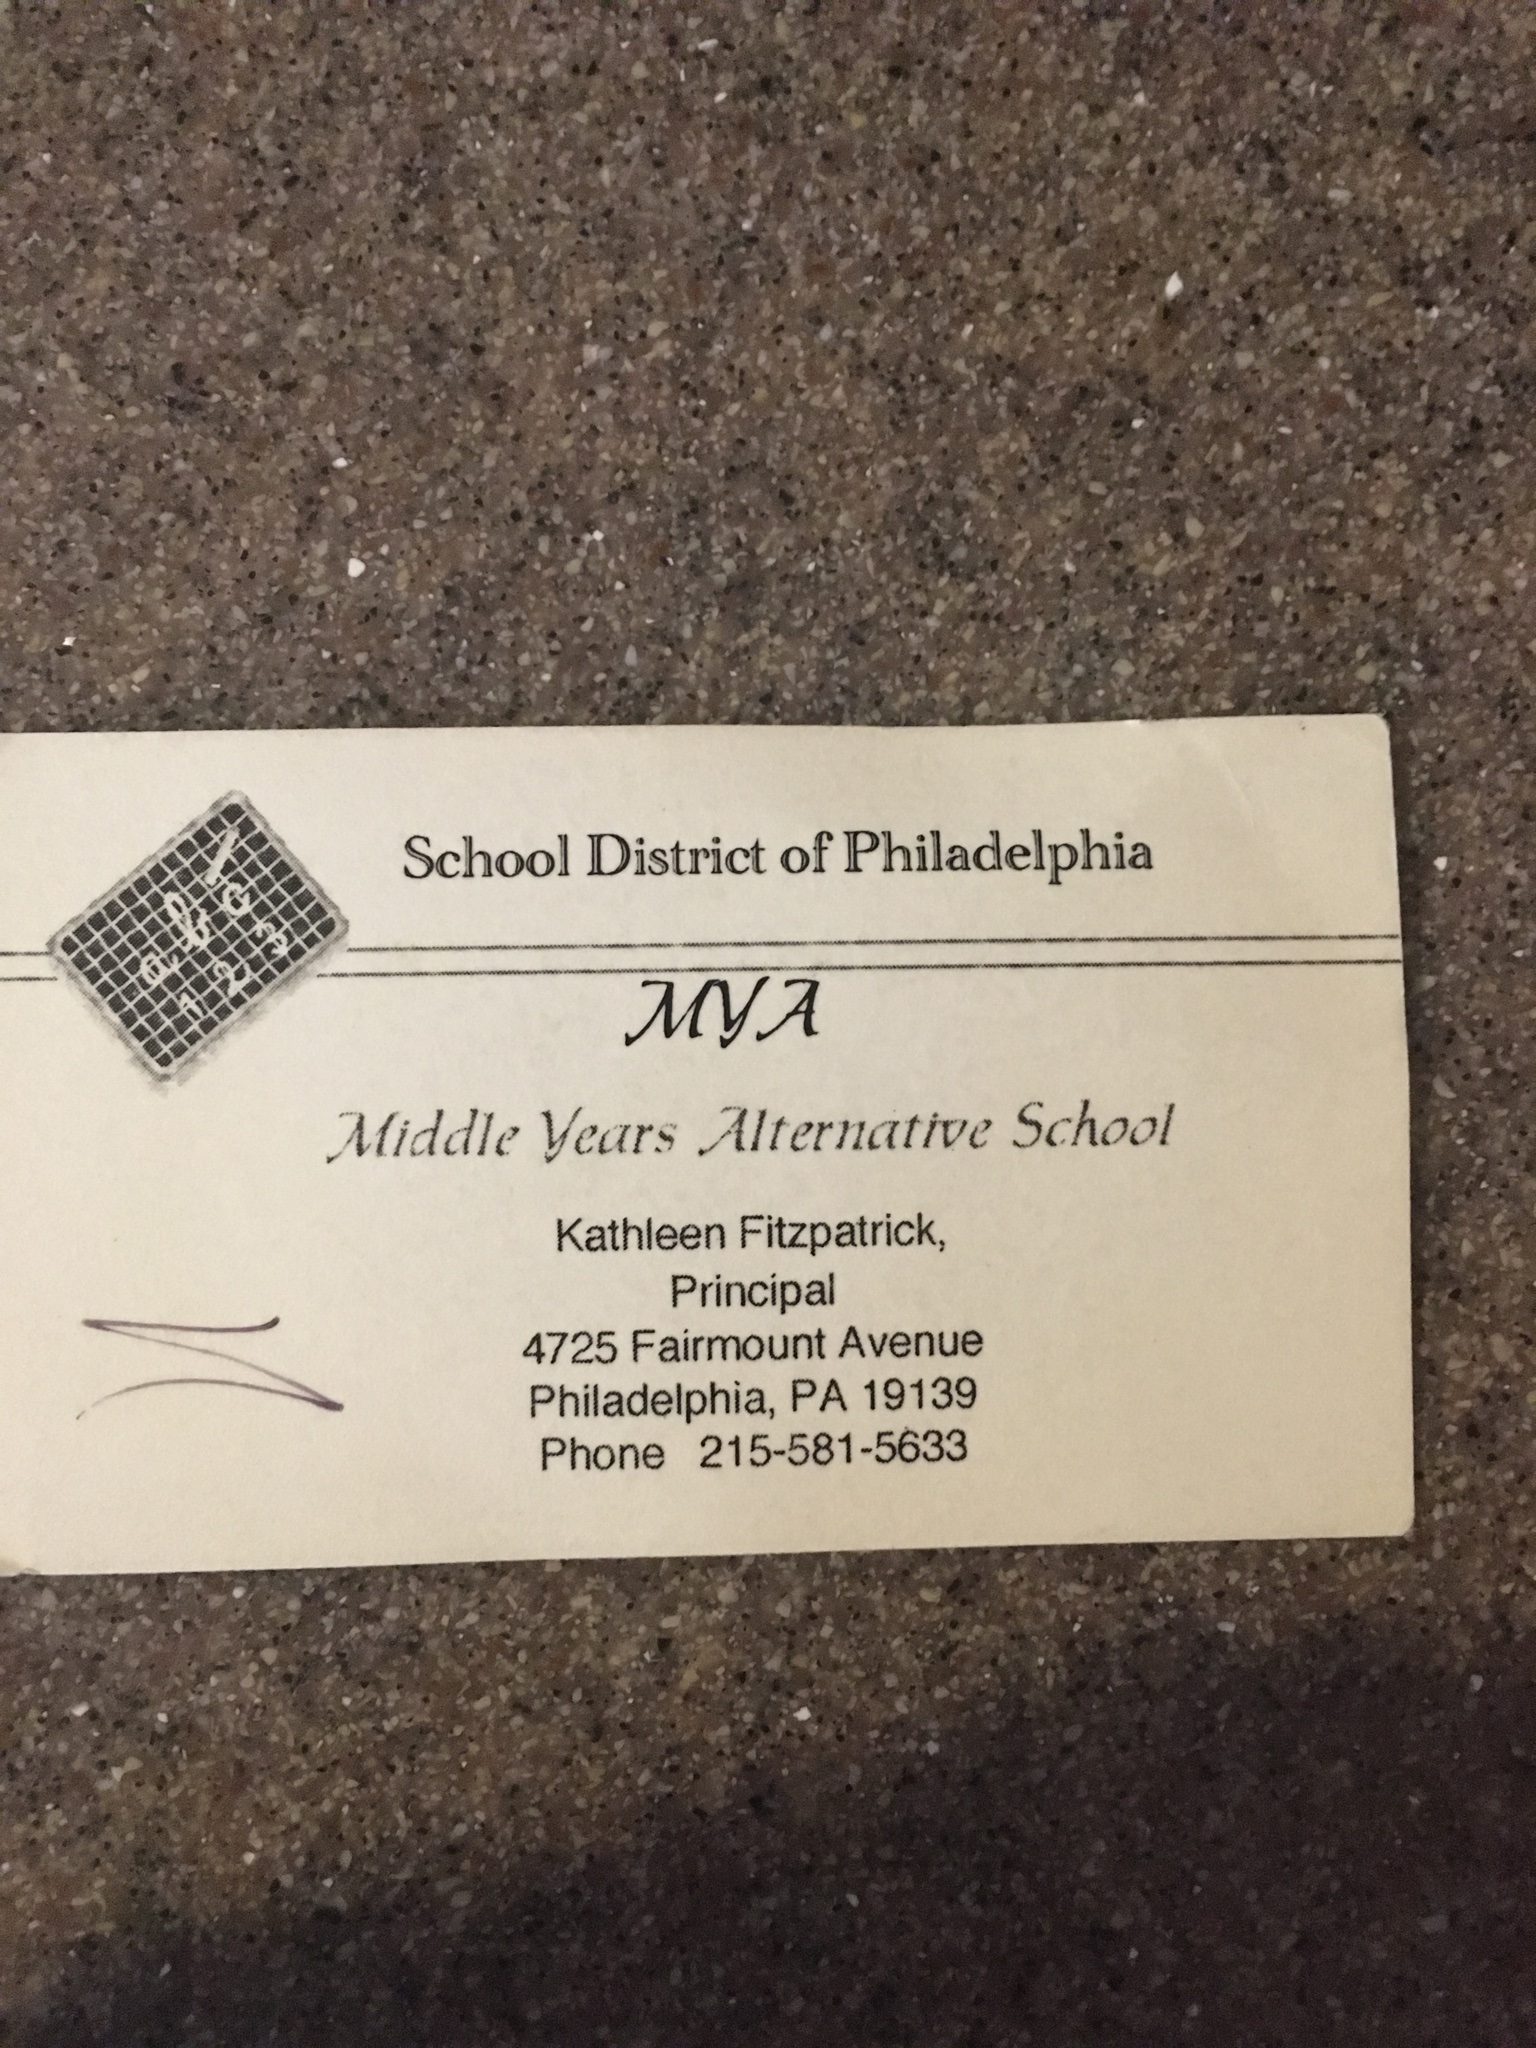 School District of Philadelphia
MYA
Middle Years Alternative School
Kathleen Fitzpatrick,
Principal
4725 Fairmount Avenue
Philadelphia, PA 19139
Phone 215-581-5633